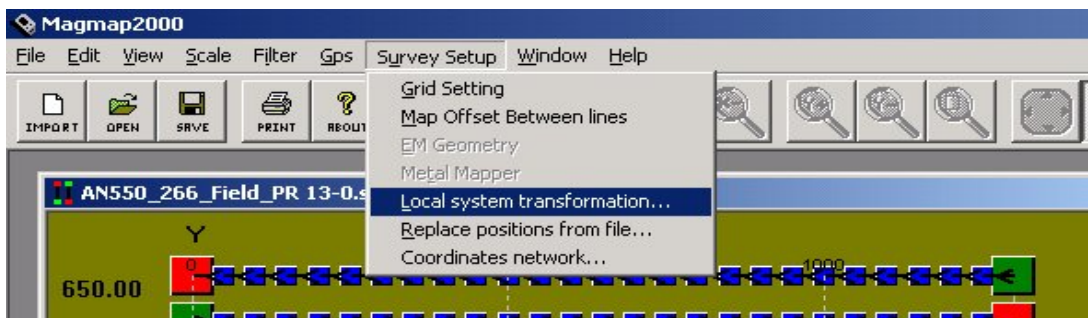 Magmap2000
File Edit View Scale Filter Gps Survey Setup Window Help
Grid Setting
Map Offset Between lines
EM Geometry
Metal Mapper
Local system transformation...
Replace positions from file...
Coordinates network...
IMPORT OPEN SAVE PRINT ABOUT
AN550_266_Field_PR 13-0.s
Y
0 1000
650.00